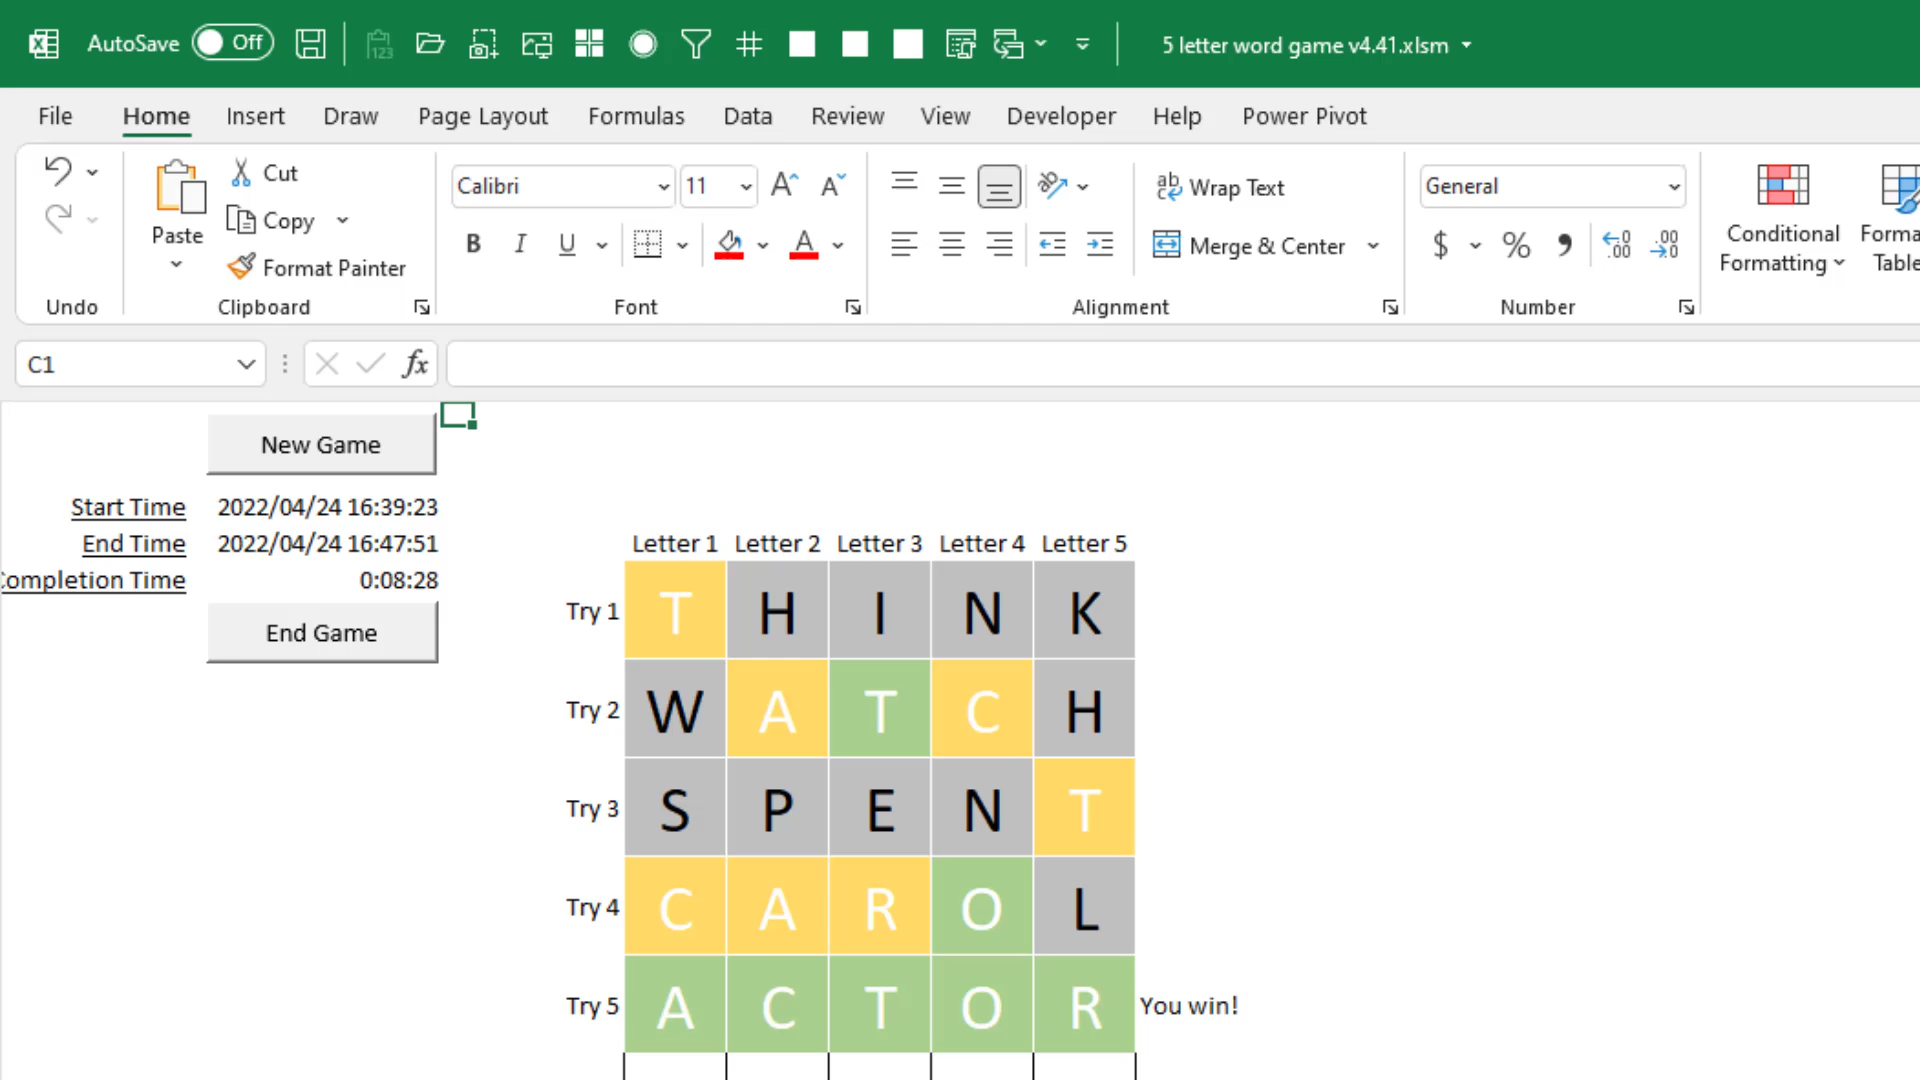 AutoSave Off 5 letter word game v4.41.xlsm
File Home Insert Draw Page Layout Formulas Data Review View Developer Help Power Pivot
Cut
Copy
Format Painter
Paste
Calibri 11
B I U A
Wrap Text
Merge & Center
General
$ % 9 .00 .00
Conditional
Formatting
Forma
Table
Undo Clipboard Font Alignment Number
C1 fx
New Game
Start Time 2022/04/24 16:39:23
End Time 2022/04/24 16:47:51
Completion Time 0:08:28
End Game
Letter 1 Letter 2 Letter 3 Letter 4 Letter 5
Try 1 T H I N K
Try 2 W A T C H
Try 3 S P E N T
Try 4 C A R O L
Try 5 A C T O R You win!